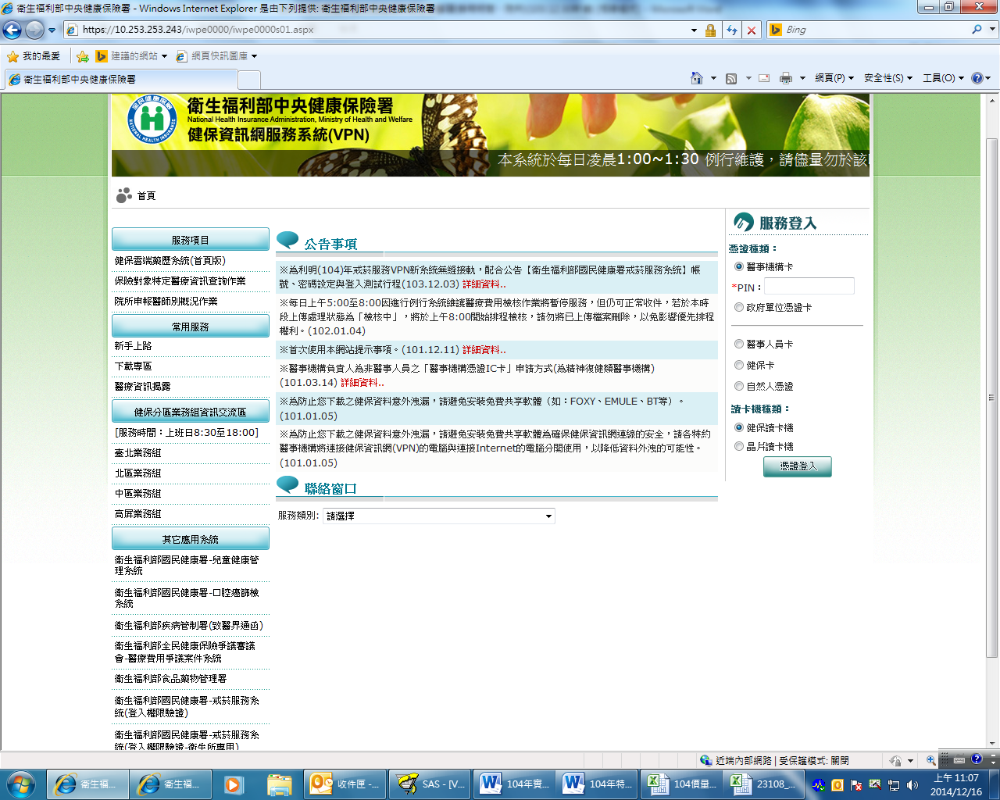 衛生福利部中央健康保險署 - Windows Internet Explorer 是由下列提供: 衛生福利部中央健康保險署
https://10.253.253.243/iwpe0000/iwpe0000s01.aspx
Bing
我的最愛
建議的網站
網頁快訊圖庫
衛生福利部中央健康保險署
網頁(P)
安全性(S)
工具(O)
衛生福利部中央健康保險署
National Health Insurance Administration, Ministry of Health and Welfare
健保資訊網服務系統(VPN)
本系統於每日凌晨1:00~1:30 例行維護，請儘量勿於該
首頁
服務項目
健保雲端藥歷系統(首頁版)
保險對象特定醫療資訊查詢作業
院所申報醫師別概況作業
常用服務
新手上路
下載專區
醫療資訊揭露
健保分區業務組資訊交流區
[服務時間：上班日8:30至18:00]
臺北業務組
北區業務組
中區業務組
高屏業務組
其它應用系統
衛生福利部國民健康署-兒童健康管
理系統
衛生福利部國民健康署-口腔癌篩檢
系統
衛生福利部疾病管制署(致醫界通函)
衛生福利部全民健康保險爭議審議
會-醫療費用爭議案件系統
衛生福利部食品藥物管理署
衛生福利部國民健康署-戒菸服務系
統(登入權限驗證)
衛生福利部國民健康署-戒菸服務系
統(登入權限驗證-衛生所專用)
公告事項
※為利明(104)年戒菸服務VPN新系統無縫接軌，配合公告【衛生福利部國民健康署戒菸服務系統】帳
號、密碼設定與登入測試行程(103.12.03) 詳細資料..
※每日上午5:00至8:00因進行例行系統維護醫療費用檢核作業將暫停服務，但仍可正常收件，若於本時
段上傳處理狀態為「檢核中」，將於上午8:00開始排程檢核，請勿將已上傳檔案刪除，以免影響優先排程
權利。(102.01.04)
※首次使用本網站提示事項。(101.12.11) 詳細資料..
※醫事機構負責人為非醫事人員之「醫事機構憑證IC卡」申請方式(為精神復健類醫事機構)
(101.03.14) 詳細資料..
※為防止您下載之健保資料意外洩漏，請避免安裝免費共享軟體（如：FOXY、EMULE、BT等）。
(101.01.05)
※為防止您下載之健保資料意外洩漏，請避免安裝免費共享軟體為確保健保資訊網連線的安全，請各特約
醫事機構將連接健保資訊網(VPN)的電腦與連接Internet的電腦分開使用，以降低資料外洩的可能性。
(101.01.05)
聯絡窗口
服務類別: 請選擇
服務登入
憑證種類：
醫事機構卡
*PIN：
政府單位憑證卡
醫事人員卡
健保卡
自然人憑證
讀卡機種類：
健保讀卡機
晶片讀卡機
憑證登入
近端內部網路 | 受保護模式: 關閉
衛生福...
衛生福...
收件匣 -...
SAS - [V...
104年實...
104年特...
104價量...
23108_...
上午 11:07
2014/12/16